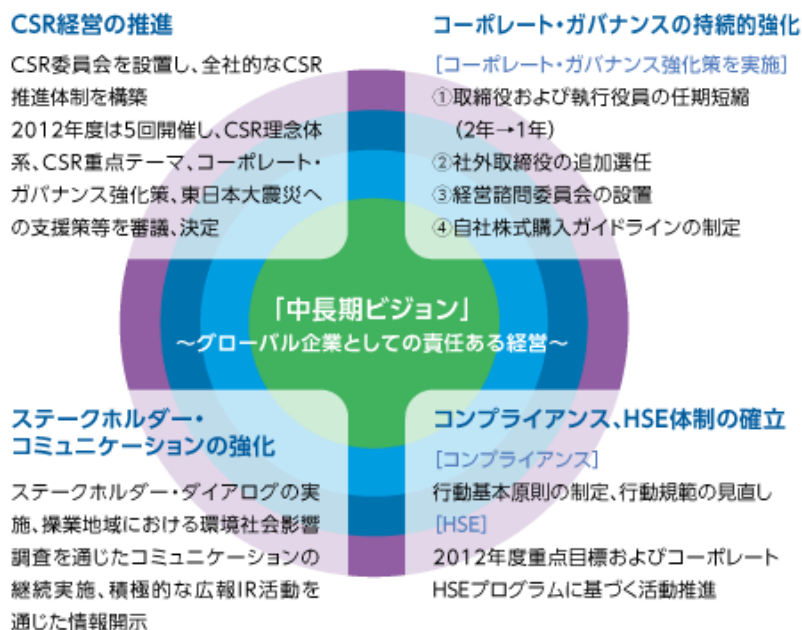 CSR経営の推進
CSR委員会を設置し、全社的なCSR
推進体制を構築
2012年度は5回開催し、CSR理念体
系、CSR重点テーマ、コーポレート・
ガバナンス強化策、東日本大震災へ
の支援策等を審議、決定
コーポレート・ガバナンスの持続的強化
[コーポレート・ガバナンス強化策を実施]
①取締役および執行役員の任期短縮
（2年→1年）
②社外取締役の追加選任
③経営諮問委員会の設置
④自社株式購入ガイドラインの制定
「中長期ビジョン」
～グローバル企業としての責任ある経営～
ステークホルダー・
コミュニケーションの強化
ステークホルダー・ダイアログの実
施、操業地域における環境社会影響
調査を通じたコミュニケーションの
継続実施、積極的な広報IR活動を
通じた情報開示
コンプライアンス、HSE体制の確立
[コンプライアンス]
行動基本原則の制定、行動規範の見直し
[HSE]
2012年度重点目標およびコーポレート
HSEプログラムに基づく活動推進